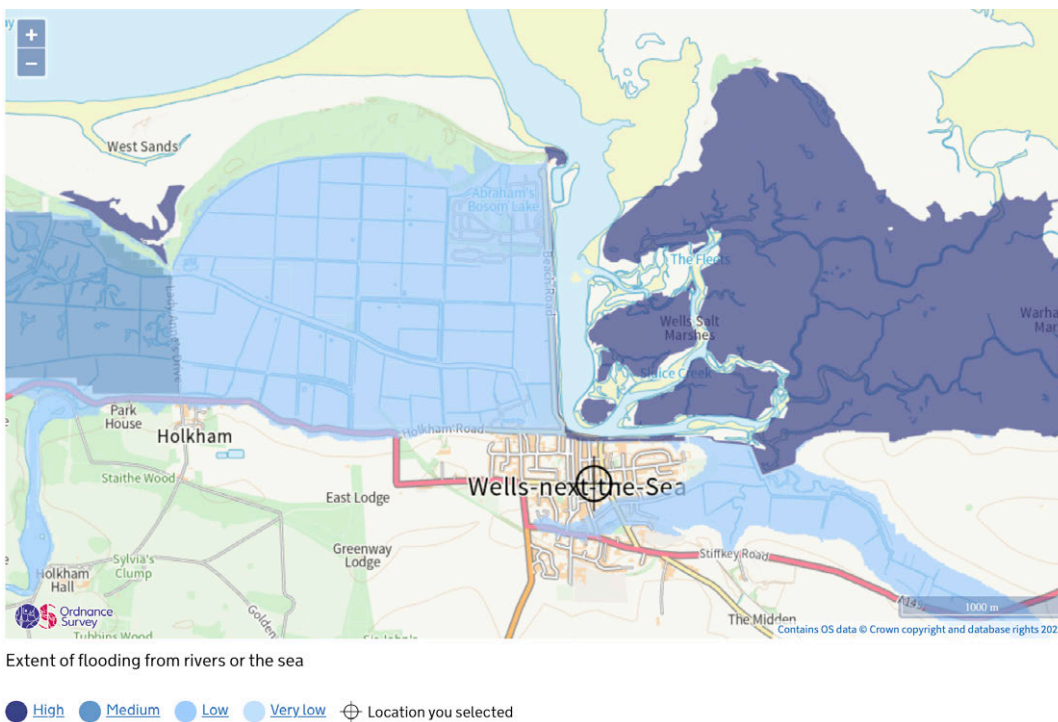 +
−
West Sands
Abraham's
Bosom Lake
Beach Road
The Fleets
Wells Salt
Marshes
Sluice Creek
Lady Anne's Drive
Park
House
Holkham
Holkham Road
Staithe Wood
East Lodge
Wells-next-the-Sea
Greenway
Lodge
Stiffkey Road
Sylvia's
Clump
Holkham
Hall
Golden
A149
1000 m
Ordnance
Survey
The Midden
Tubbins Wood
Contains OS data © Crown copyright and database rights 202
Extent of flooding from rivers or the sea
High Medium Low Very low Location you selected